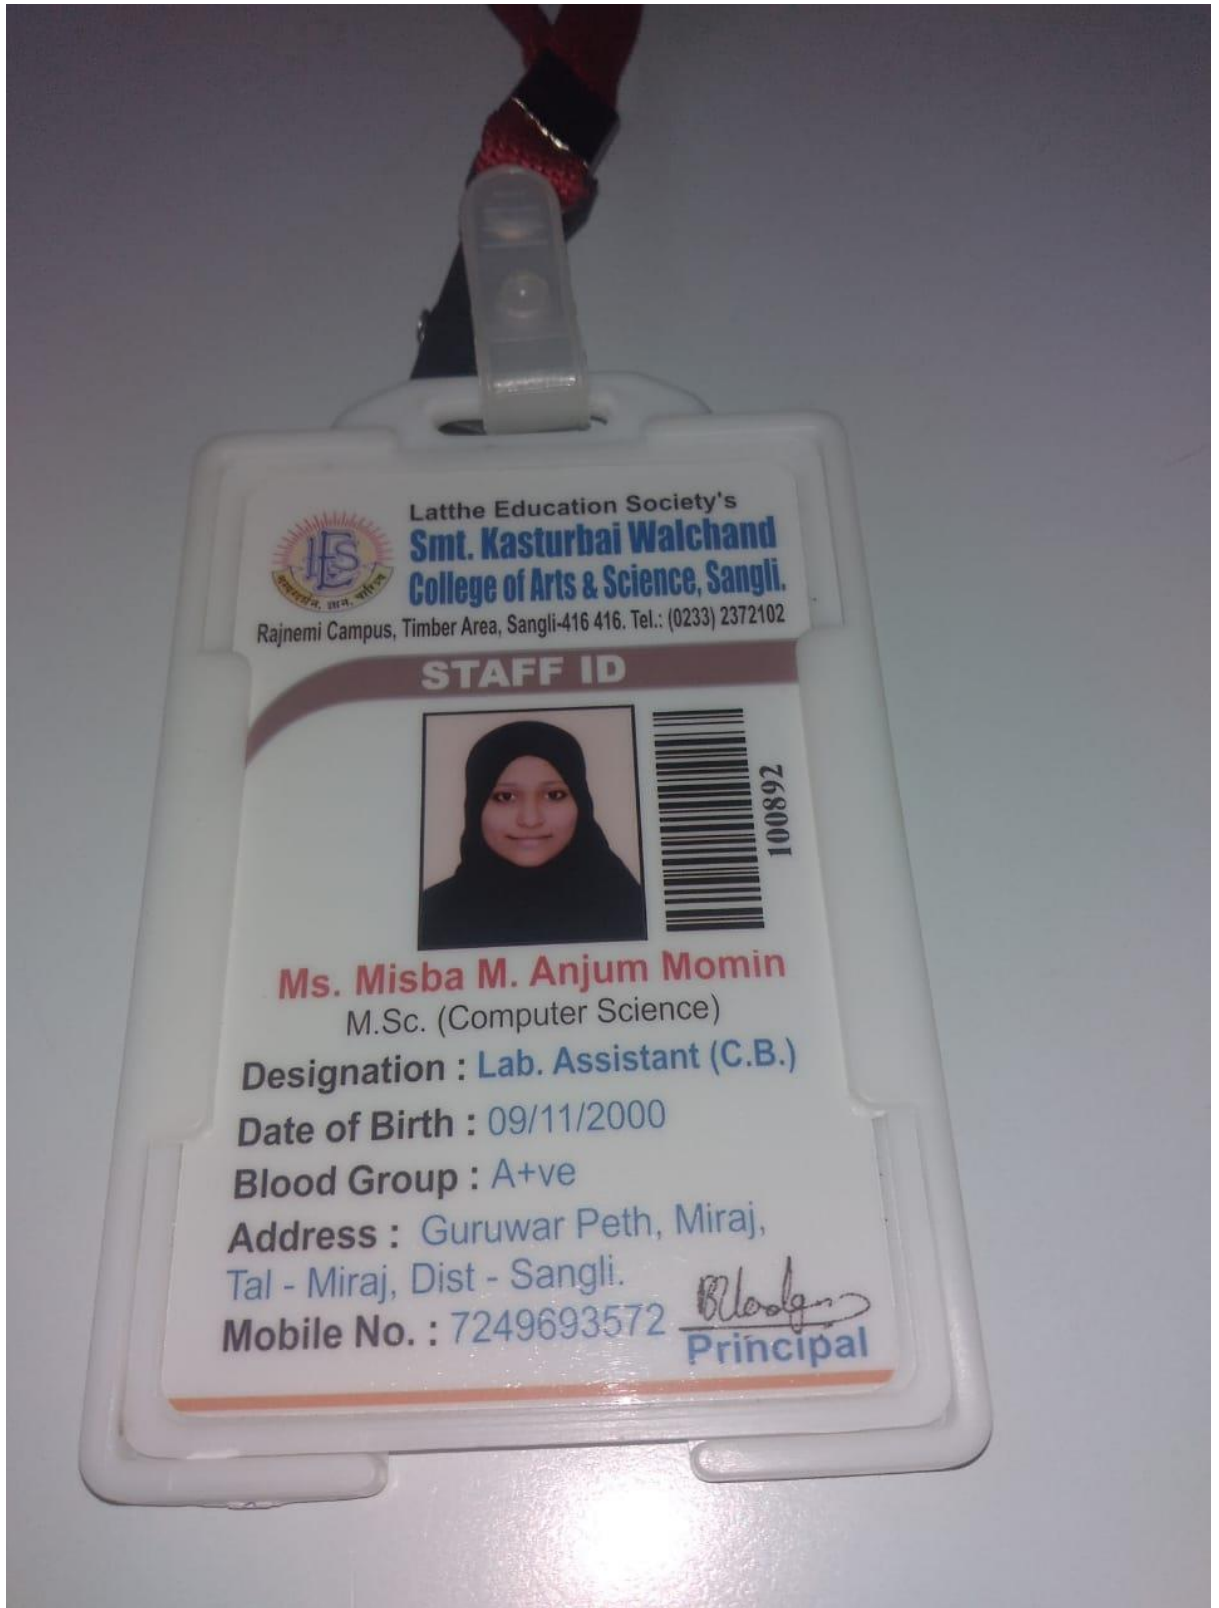 Latthe Education Society's
Smt. Kasturbai Walchand
College of Arts & Science, Sangli.
Rajnemi Campus, Timber Area, Sangli-416 416. Tel.: (0233) 2372102
STAFF ID
100892
Ms. Misba M. Anjum Momin
M.Sc. (Computer Science)
Designation : Lab. Assistant (C.B.)
Date of Birth : 09/11/2000
Blood Group : A+ve
Address : Guruwar Peth, Miraj,
Tal - Miraj, Dist - Sangli.
Mobile No. : 7249693572
Principal
LES